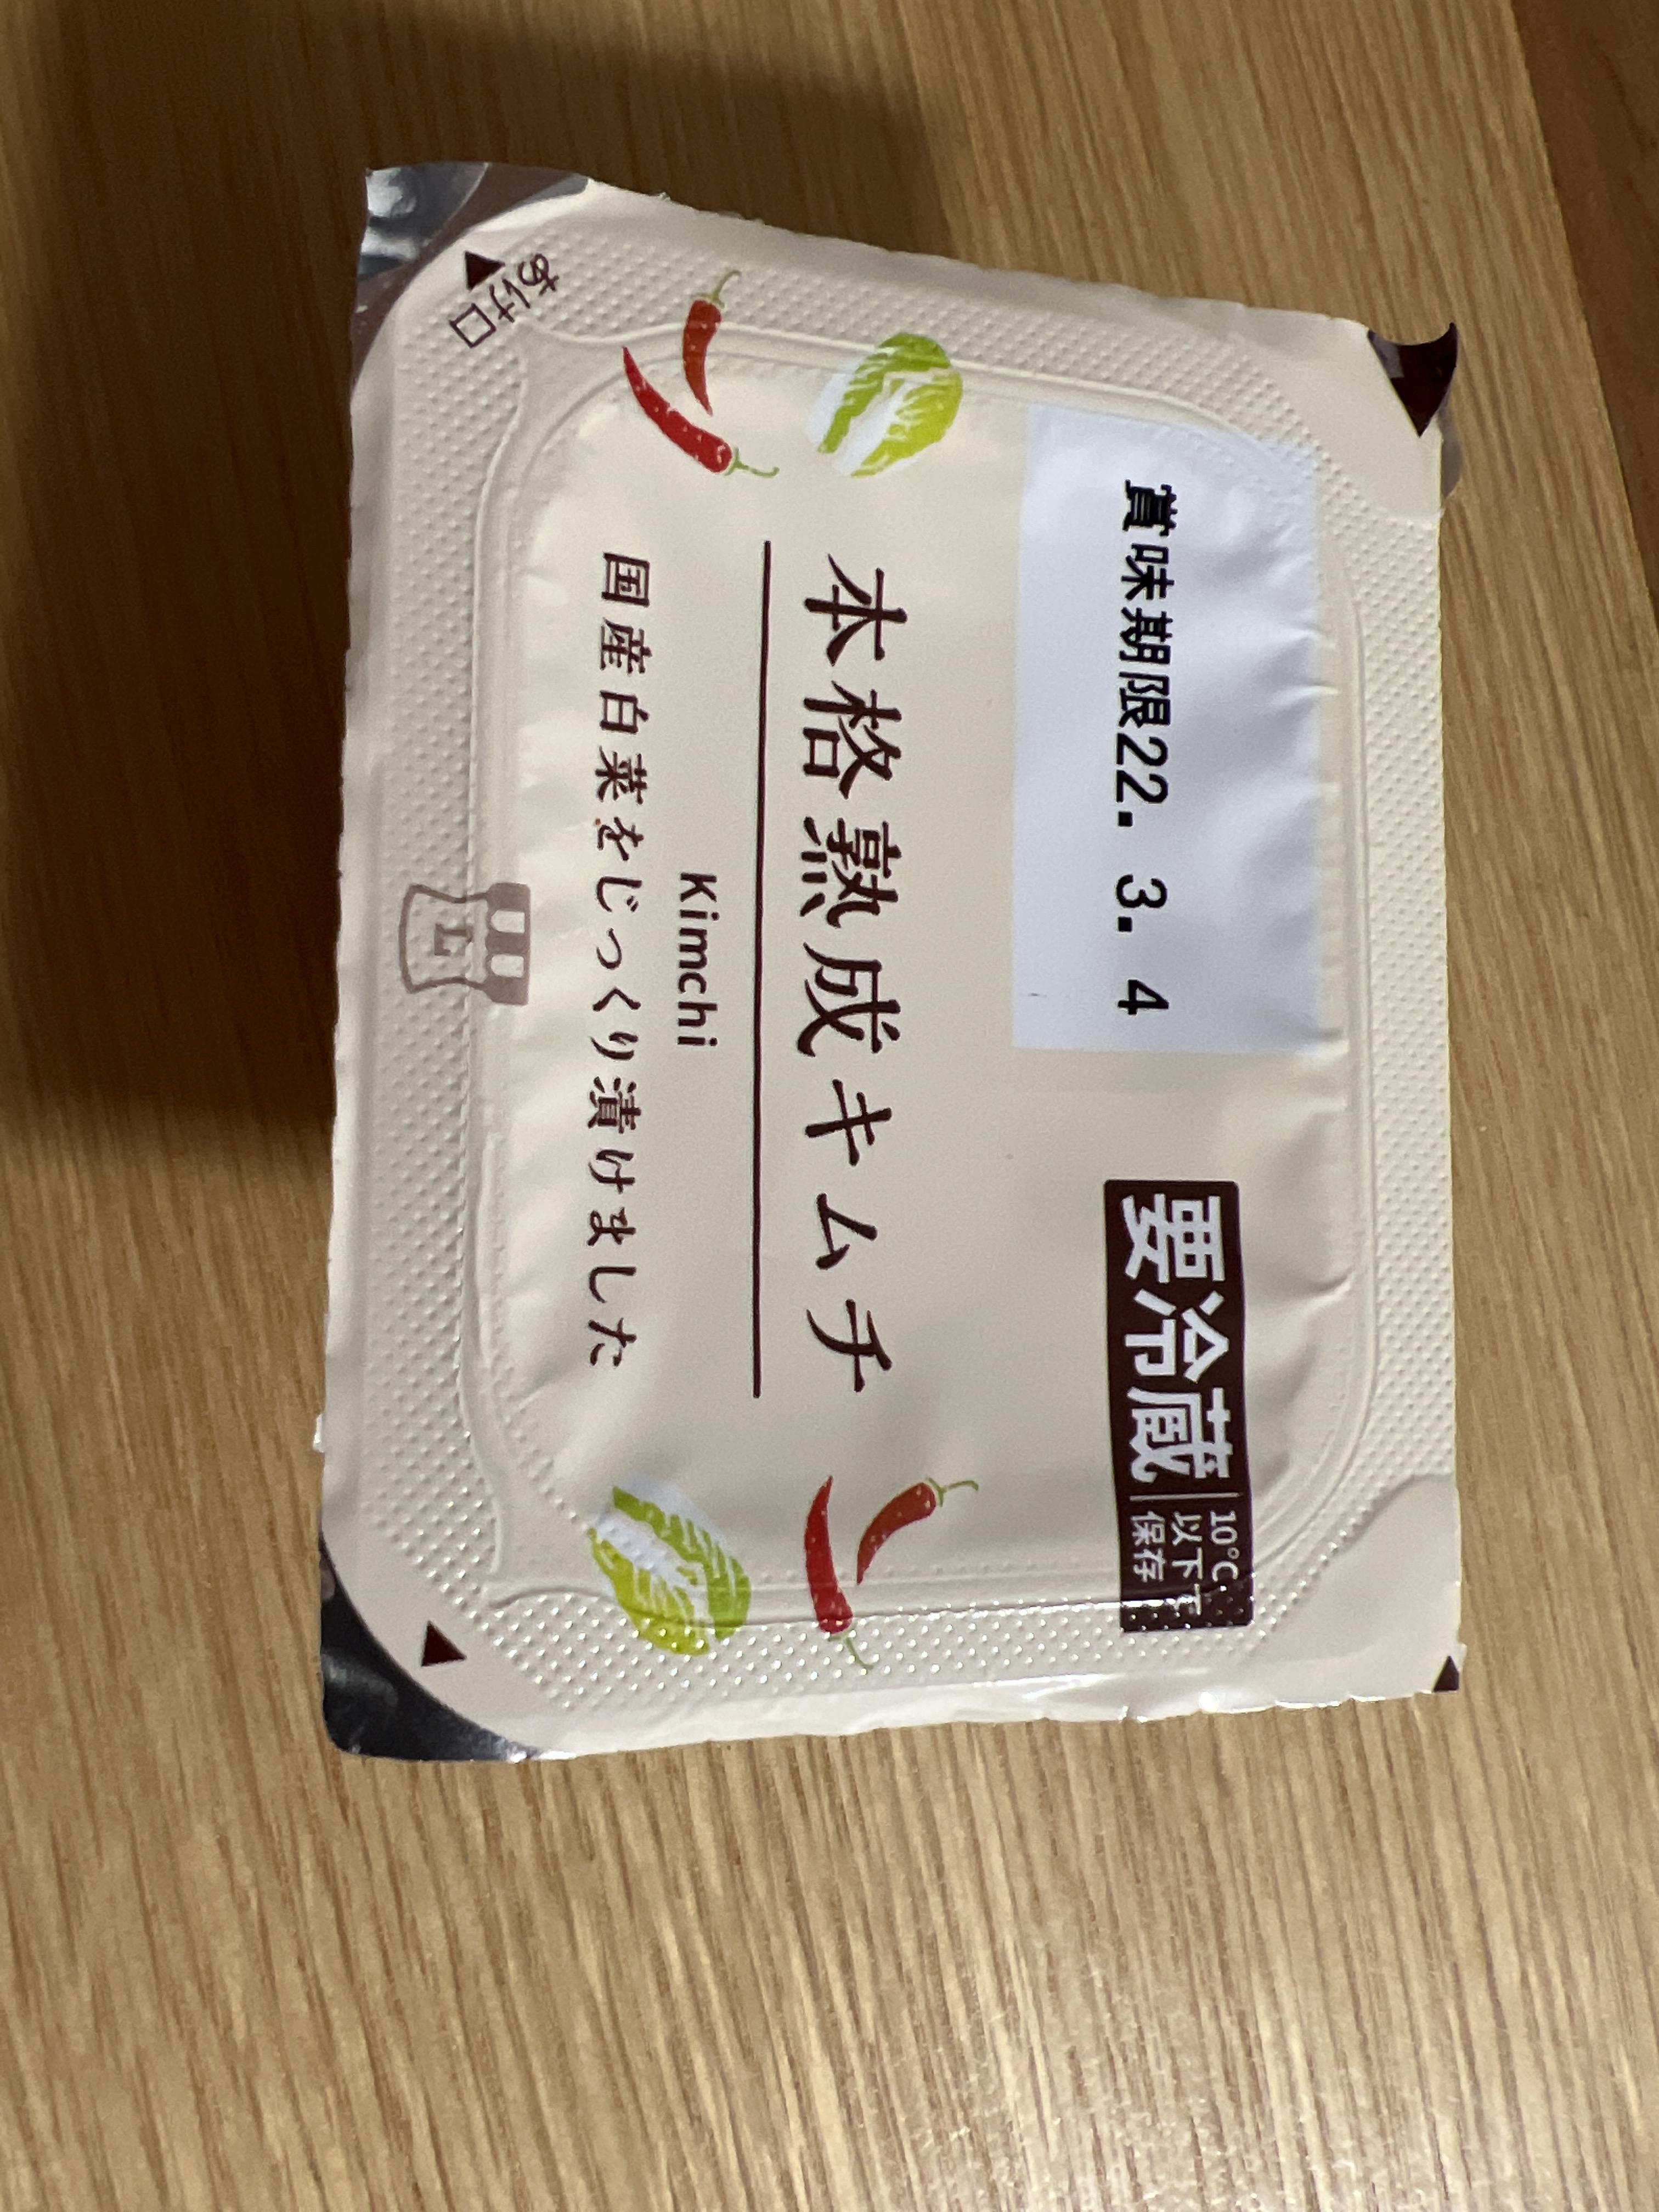 賞味期限22. 3. 4
要冷蔵
10°C
以下で
保存
本格熟成キムチ
Kimchi
国産白菜をじっくり漬けました
あけ口
L